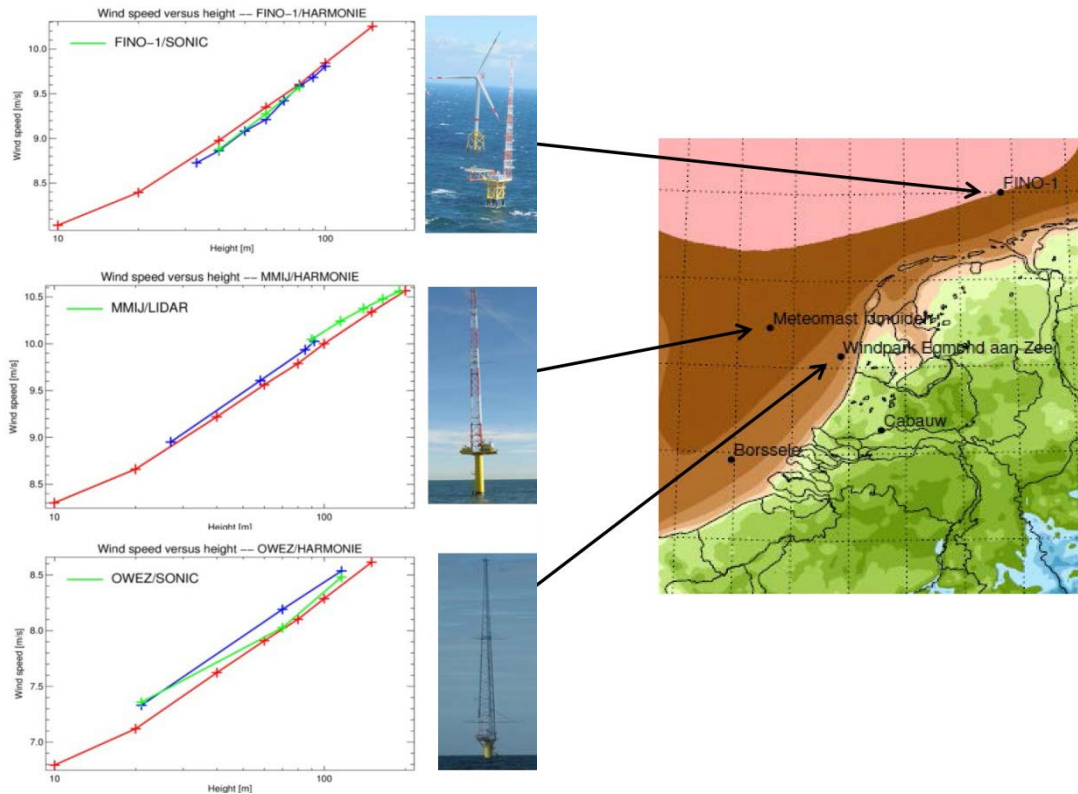 Wind speed versus height -- FINO-1/HARMONIE
FINO-1/SONIC
Wind speed [m/s]
10.0
9.5
9.0
8.5
10
100
Height [m]
Wind speed versus height -- MMIJ/HARMONIE
MMIJ/LIDAR
Wind speed [m/s]
10.5
10.0
9.5
9.0
8.5
10
100
Height [m]
Wind speed versus height -- OWEZ/HARMONIE
OWEZ/SONIC
Wind speed [m/s]
8.5
8.0
7.5
7.0
10
100
Height [m]
FINO-1
Meteomast IJmuiden
Windpark Egmond aan Zee
Cabauw
Borssele